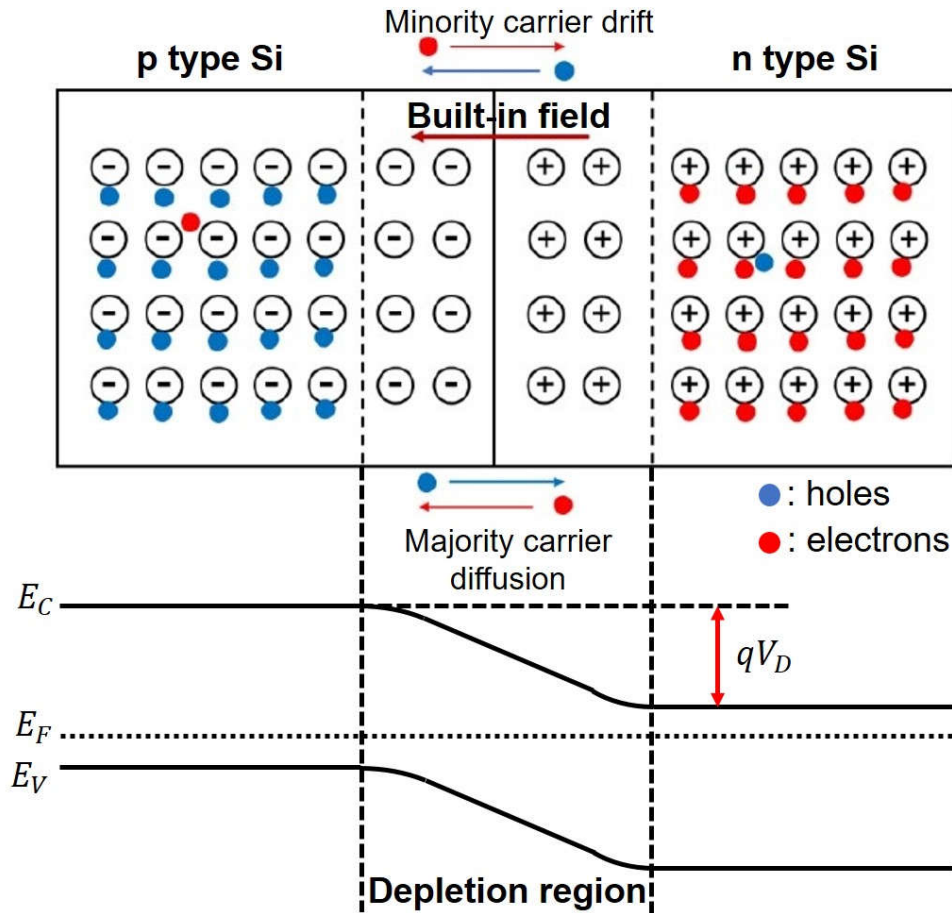 Minority carrier drift
p type Si
n type Si
Built-in field
: holes
: electrons
Majority carrier
diffusion
E_C
qV_D
E_F
E_V
Depletion region